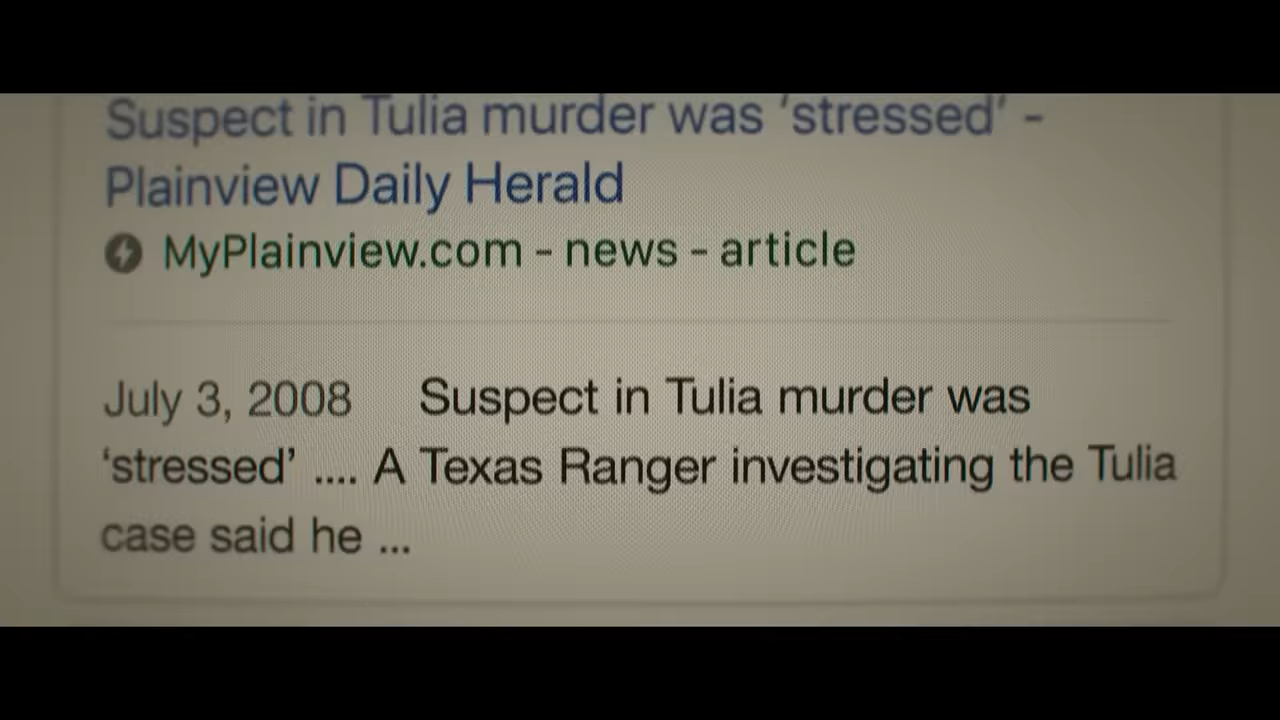 Suspect in Tulia murder was ‘stressed’ -
Plainview Daily Herald
MyPlainview.com - news - article
July 3, 2008 Suspect in Tulia murder was
‘stressed’ .... A Texas Ranger investigating the Tulia
case said he ...